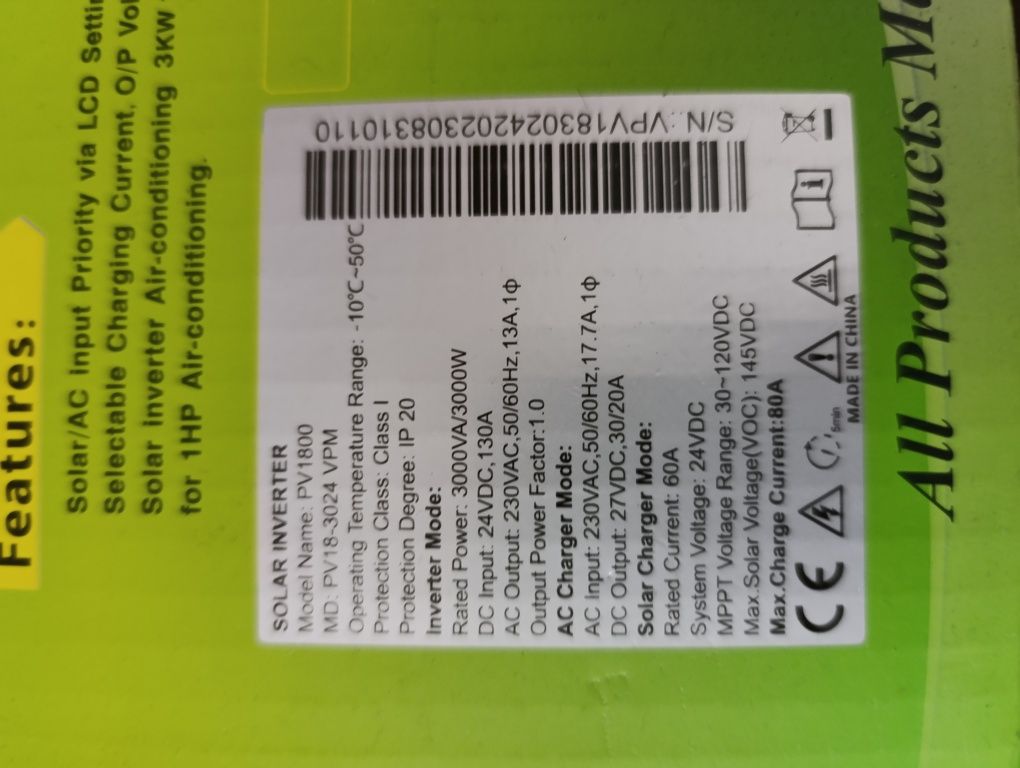 Features:
Solar/AC Input Priority via LCD
Selectable Charging Current, O/P
Solar inverter Air-conditioning 3KW
for 1HP Air-conditioning.
SOLAR INVERTER
Model Name: PV1800
MD: PV18-3024 VPM
Operating Temperature Range: -10℃~50℃
Protection Class: Class I
Protection Degree: IP 20
Inverter Mode:
Rated Power: 3000VA/3000W
DC Input: 24VDC,130A
AC Output: 230VAC,50/60Hz,13A,1ɸ
Output Power Factor:1.0
AC Charger Mode:
AC Input: 230VAC,50/60Hz,17.7A,1ɸ
DC Output: 27VDC,30/20A
Solar Charger Mode:
Rated Current: 60A
System Voltage: 24VDC
MPPT Voltage Range: 30~120VDC
Max.Solar Voltage(VOC): 145VDC
Max.Charge Current:80A
CE
5min
MADE IN CHINA
S/N: VPV18302420230831​0110
All Products